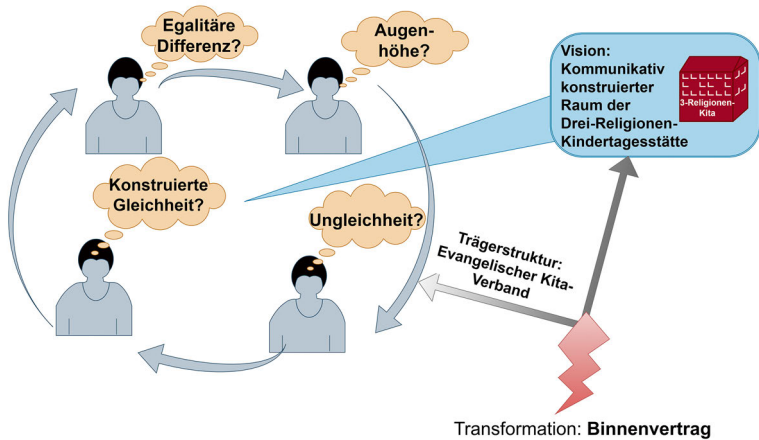 Egalitäre
Differenz?
Augen-
höhe?
Vision:
Kommunikativ
konstruierter
Raum der
Drei-Religionen-
Kindertagesstätte
3-Religionen-
Kita
Konstruierte
Gleichheit?
Ungleichheit?
Trägerstruktur:
Evangelischer Kita-
Verband
Transformation: Binnenvertrag